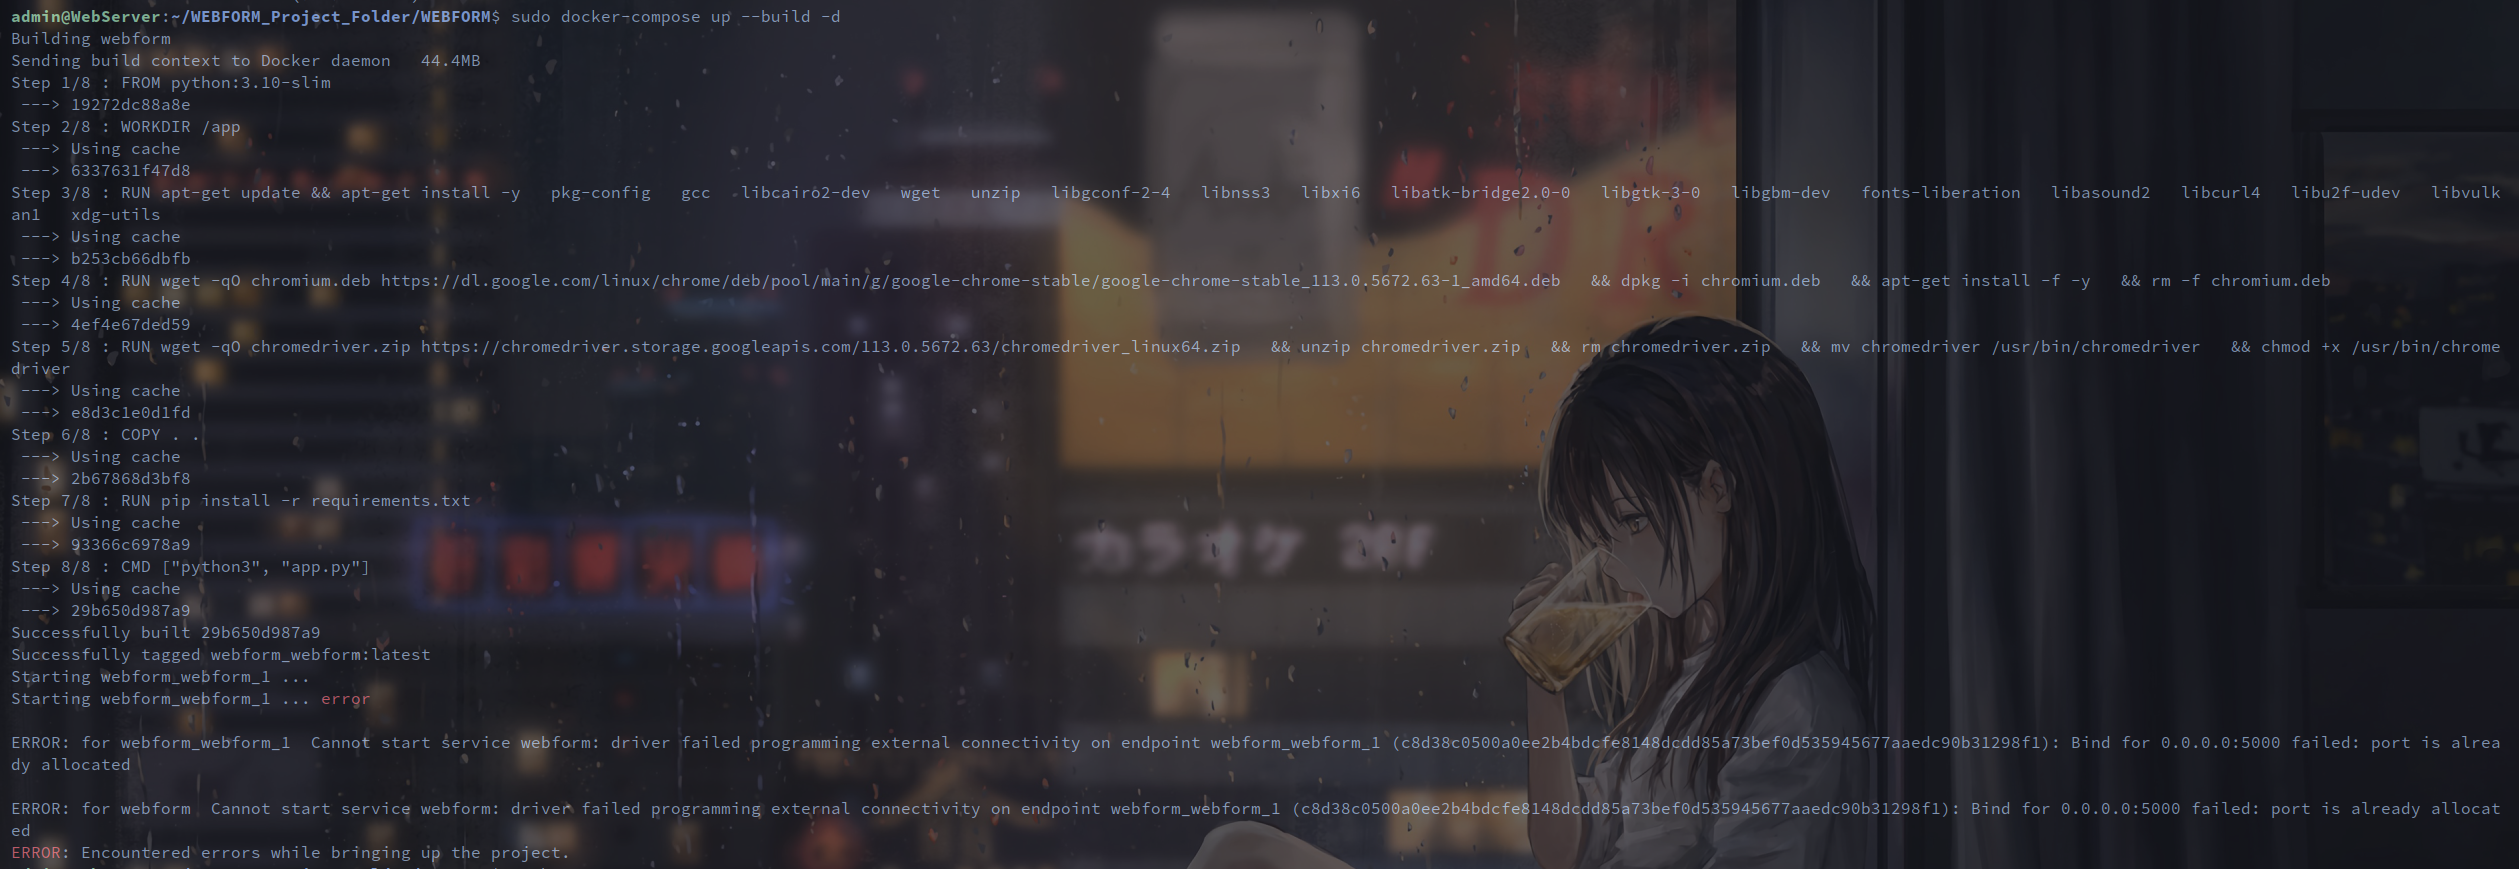 admin@WebServer:~/WEBFORM_Project_Folder/WEBFORM$ sudo docker-compose up --build -d
Building webform
Sending build context to Docker daemon   44.4MB
Step 1/8 : FROM python:3.10-slim
 ---> 19272dc88a8e
Step 2/8 : WORKDIR /app
 ---> Using cache
 ---> 6337631f47d8
Step 3/8 : RUN apt-get update && apt-get install -y   pkg-config   gcc   libcairo2-dev   wget   unzip   libgconf-2-4   libnss3   libxi6   libatk-bridge2.0-0   libgtk-3-0   libgbm-dev   fonts-liberation   libasound2   libcurl4   libu2f-udev   libvulk
an1   xdg-utils
 ---> Using cache
 ---> b253cb66dbfb
Step 4/8 : RUN wget -qO chromium.deb https://dl.google.com/linux/chrome/deb/pool/main/g/google-chrome-stable/google-chrome-stable_113.0.5672.63-1_amd64.deb   && dpkg -i chromium.deb   && apt-get install -f -y   && rm -f chromium.deb
 ---> Using cache
 ---> 4ef4e67ded59
Step 5/8 : RUN wget -qO chromedriver.zip https://chromedriver.storage.googleapis.com/113.0.5672.63/chromedriver_linux64.zip   && unzip chromedriver.zip   && rm chromedriver.zip   && mv chromedriver /usr/bin/chromedriver   && chmod +x /usr/bin/chrome
driver
 ---> Using cache
 ---> e8d3c1e0d1fd
Step 6/8 : COPY . .
 ---> Using cache
 ---> 2b67868d3bf8
Step 7/8 : RUN pip install -r requirements.txt
 ---> Using cache
 ---> 93366c6978a9
Step 8/8 : CMD ["python3", "app.py"]
 ---> Using cache
 ---> 29b650d987a9
Successfully built 29b650d987a9
Successfully tagged webform_webform:latest
Starting webform_webform_1 ...
Starting webform_webform_1 ... error
ERROR: for webform_webform_1  Cannot start service webform: driver failed programming external connectivity on endpoint webform_webform_1 (c8d38c0500a0ee2b4bdcfe8148dcdd85a73bef0d535945677aaedc90b31298f1): Bind for 0.0.0.0:5000 failed: port is alrea
dy allocated
ERROR: for webform  Cannot start service webform: driver failed programming external connectivity on endpoint webform_webform_1 (c8d38c0500a0ee2b4bdcfe8148dcdd85a73bef0d535945677aaedc90b31298f1): Bind for 0.0.0.0:5000 failed: port is already allocat
ed
ERROR: Encountered errors while bringing up the project.
カラオケ 2F